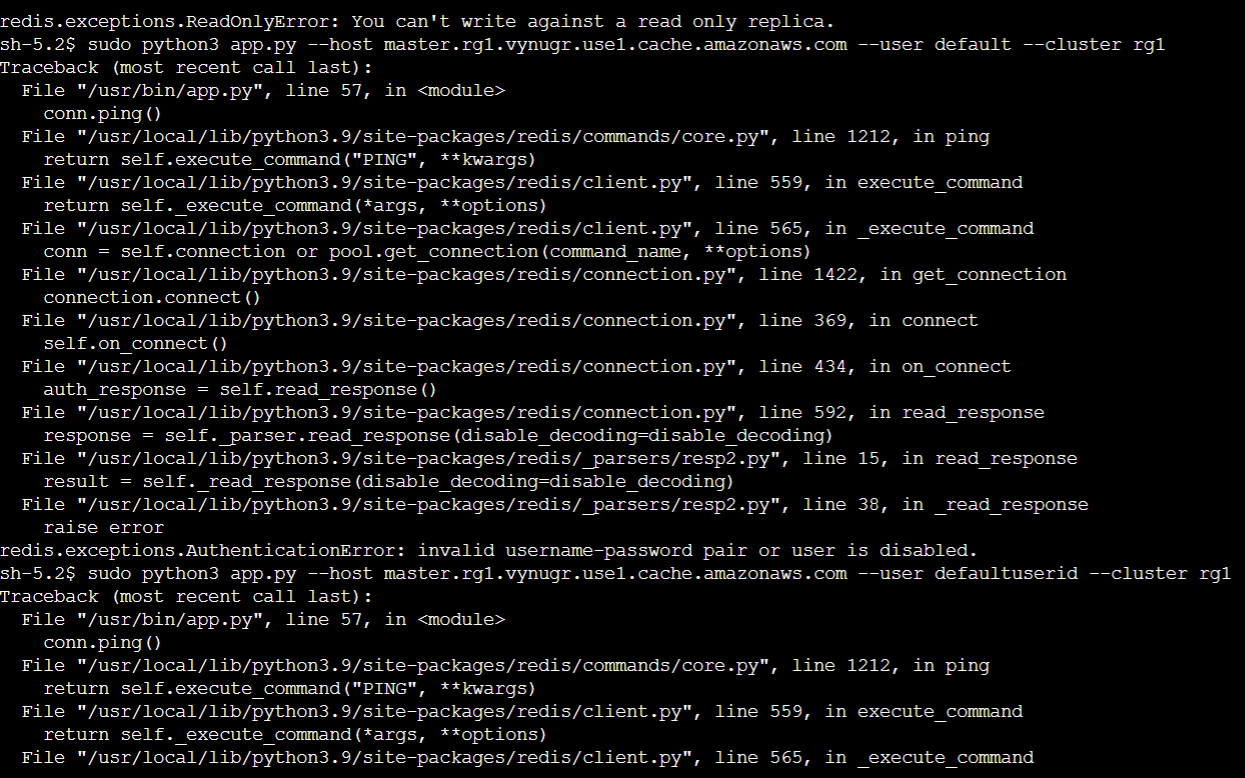 redis.exceptions.ReadOnlyError: You can't write against a read only replica.
sh-5.2$ sudo python3 app.py --host master.rg1.vynugr.use1.cache.amazonaws.com --user default --cluster rg1
Traceback (most recent call last):
  File "/usr/bin/app.py", line 57, in <module>
    conn.ping()
  File "/usr/local/lib/python3.9/site-packages/redis/commands/core.py", line 1212, in ping
    return self.execute_command("PING", **kwargs)
  File "/usr/local/lib/python3.9/site-packages/redis/client.py", line 559, in execute_command
    return self._execute_command(*args, **options)
  File "/usr/local/lib/python3.9/site-packages/redis/client.py", line 565, in _execute_command
    conn = self.connection or pool.get_connection(command_name, **options)
  File "/usr/local/lib/python3.9/site-packages/redis/connection.py", line 1422, in get_connection
    connection.connect()
  File "/usr/local/lib/python3.9/site-packages/redis/connection.py", line 369, in connect
    self.on_connect()
  File "/usr/local/lib/python3.9/site-packages/redis/connection.py", line 434, in on_connect
    auth_response = self.read_response()
  File "/usr/local/lib/python3.9/site-packages/redis/connection.py", line 592, in read_response
    response = self._parser.read_response(disable_decoding=disable_decoding)
  File "/usr/local/lib/python3.9/site-packages/redis/_parsers/resp2.py", line 15, in read_response
    result = self._read_response(disable_decoding=disable_decoding)
  File "/usr/local/lib/python3.9/site-packages/redis/_parsers/resp2.py", line 38, in _read_response
    raise error
redis.exceptions.AuthenticationError: invalid username-password pair or user is disabled.
sh-5.2$ sudo python3 app.py --host master.rg1.vynugr.use1.cache.amazonaws.com --user defaultuserid --cluster rg1
Traceback (most recent call last):
  File "/usr/bin/app.py", line 57, in <module>
    conn.ping()
  File "/usr/local/lib/python3.9/site-packages/redis/commands/core.py", line 1212, in ping
    return self.execute_command("PING", **kwargs)
  File "/usr/local/lib/python3.9/site-packages/redis/client.py", line 559, in execute_command
    return self._execute_command(*args, **options)
  File "/usr/local/lib/python3.9/site-packages/redis/client.py", line 565, in _execute_command